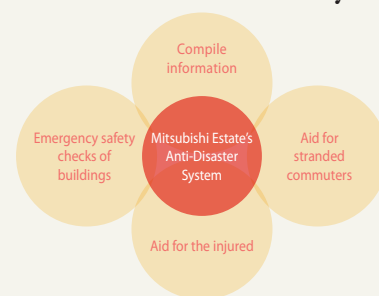 Compile
information
Emergency safety
checks of
buildings
Mitsubishi Estate's
Anti-Disaster
System
Aid for
stranded
commuters
Aid for the injured